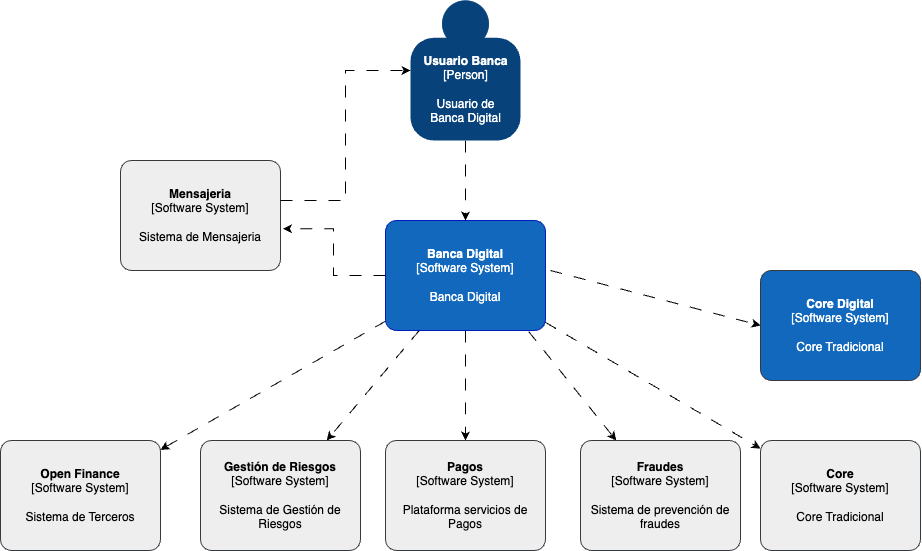 Usuario Banca
[Person]
Usuario de
Banca Digital
Mensajeria
[Software System]
Sistema de Mensajeria
Banca Digital
[Software System]
Banca Digital
Core Digital
[Software System]
Core Tradicional
Open Finance
[Software System]
Sistema de Terceros
Gestión de Riesgos
[Software System]
Sistema de Gestión de
Riesgos
Pagos
[Software System]
Plataforma servicios de
Pagos
Fraudes
[Software System]
Sistema de prevención de
fraudes
Core
[Software System]
Core Tradicional